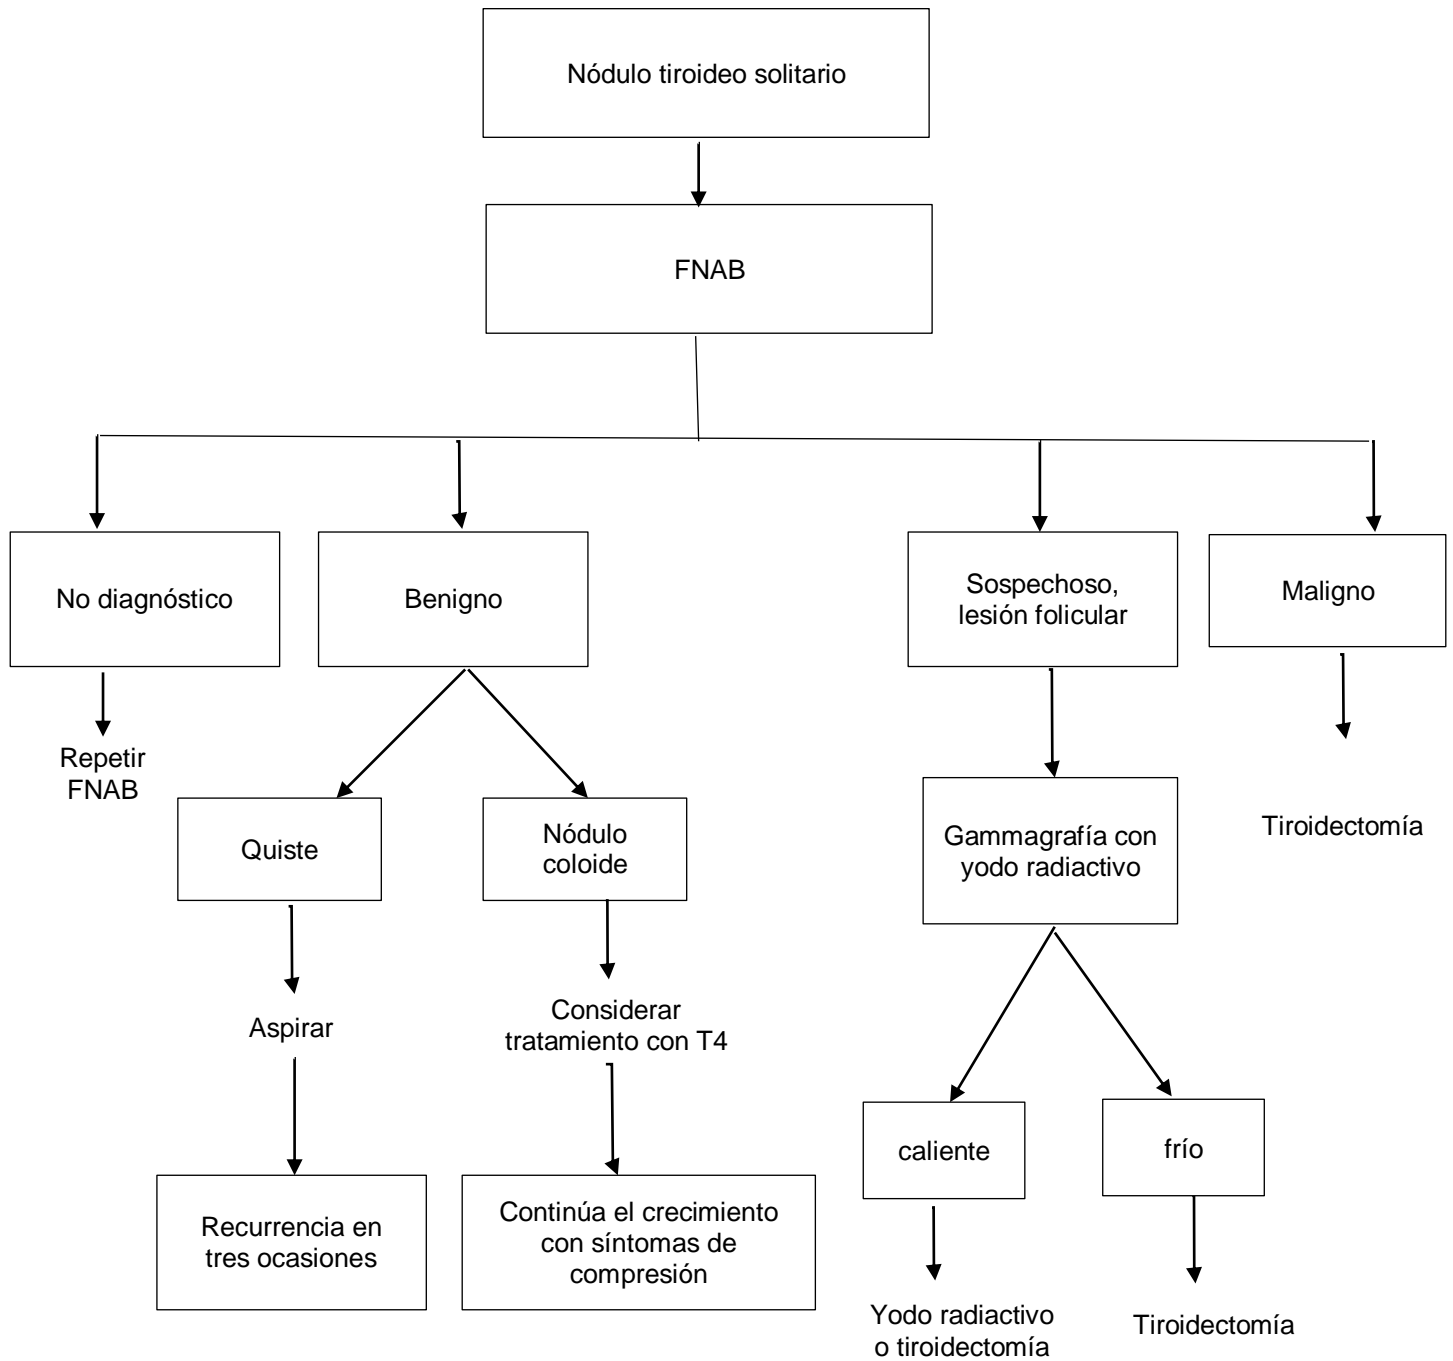 Nódulo tiroideo solitario
FNAB
No diagnóstico
Benigno
Sospechoso,
lesión folicular
Maligno
Repetir
FNAB
Quiste
Nódulo
coloide
Gammagrafía con
yodo radiactivo
Tiroidectomía
Aspirar
Considerar
tratamiento con T4
caliente
frío
Recurrencia en
tres ocasiones
Continúa el crecimiento
con síntomas de
compresión
Yodo radiactivo
o tiroidectomía
Tiroidectomía